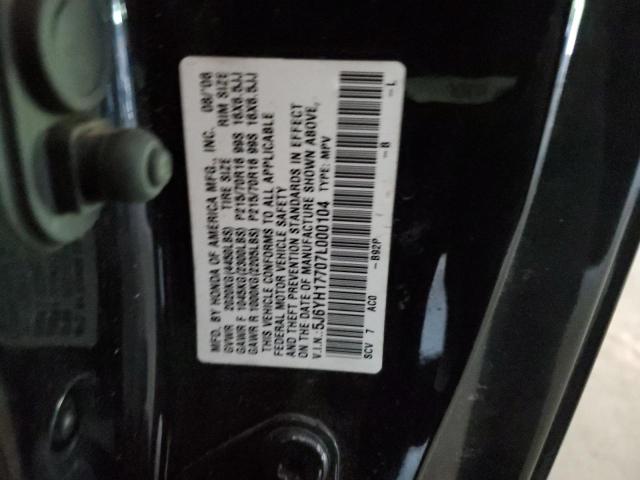 MFD. BY HONDA OF AMERICA MFG., INC. 08/'06
GVWR 2020KG(4450LBS) TIRE SIZE RIM SIZE
GAWR F 1045KG(2300LBS) P215/70R16 99S 16X6.5JJ
GAWR R 1000KG(2205LBS) P215/70R16 99S 16X6.5JJ
THIS VEHICLE CONFORMS TO ALL APPLICABLE
FEDERAL MOTOR VEHICLE SAFETY
AND THEFT PREVENTION STANDARDS IN EFFECT
ON THE DATE OF MANUFACTURE SHOWN ABOVE.
V.I.N.:5J6YH17707L000104 TYPE: MPV
SCV 7 AC0 -B92P -B -L